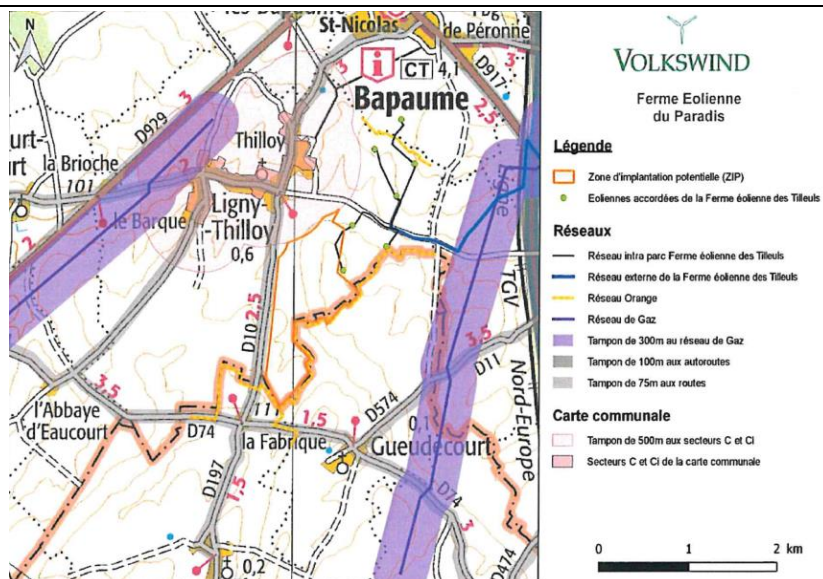 N
les-Bapaume
St-Nicolas
de Péronne
i
CT
4,1
D917
2,5
Bapaume
3
3
D929
Thilloy
la Brioche
101
2
le Barque
Ligny-
-Thilloy
0,6
2
Ligne
TGV
Nord-Europe
D10
2,5
3,5
D11
3,5
l'Abbaye
d'Eaucourt
D74
111
1,5
la Fabrique
D574
0,1
Gueudecourt
D197
1,5
D74
3
D474
0,2
VOLKSWIND
Ferme Eolienne
du Paradis
Légende
Zone d'implantation potentielle (ZIP)
Eoliennes accordées de la Ferme éolienne des Tilleuls
Réseaux
Réseau intra parc Ferme éolienne des Tilleuls
Réseau externe de la Ferme éolienne des Tilleuls
Réseau Orange
Réseau de Gaz
Tampon de 300m au réseau de Gaz
Tampon de 100m aux autoroutes
Tampon de 75m aux routes
Carte communale
Tampon de 500m aux secteurs C et Ci
Secteurs C et Ci de la carte communale
0 1 2 km